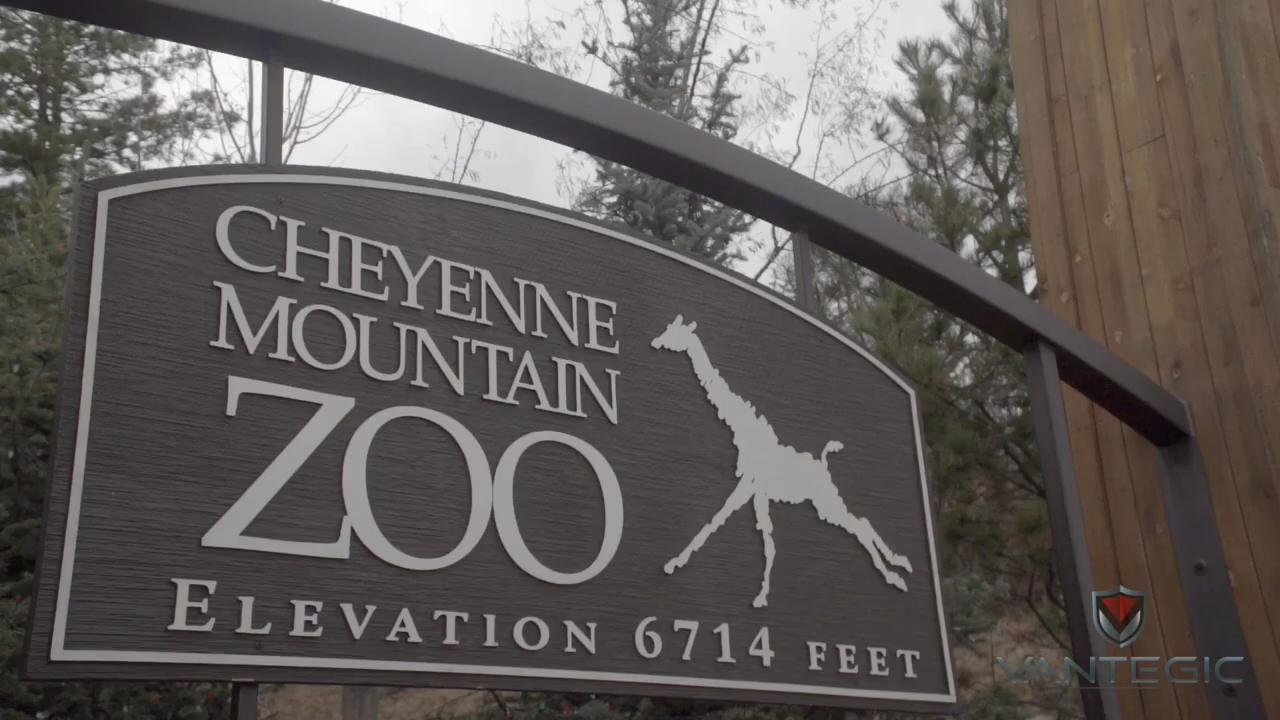 CHEYENNE
MOUNTAIN
ZOO
ELEVATION 6714 FEET
VANTEGIC